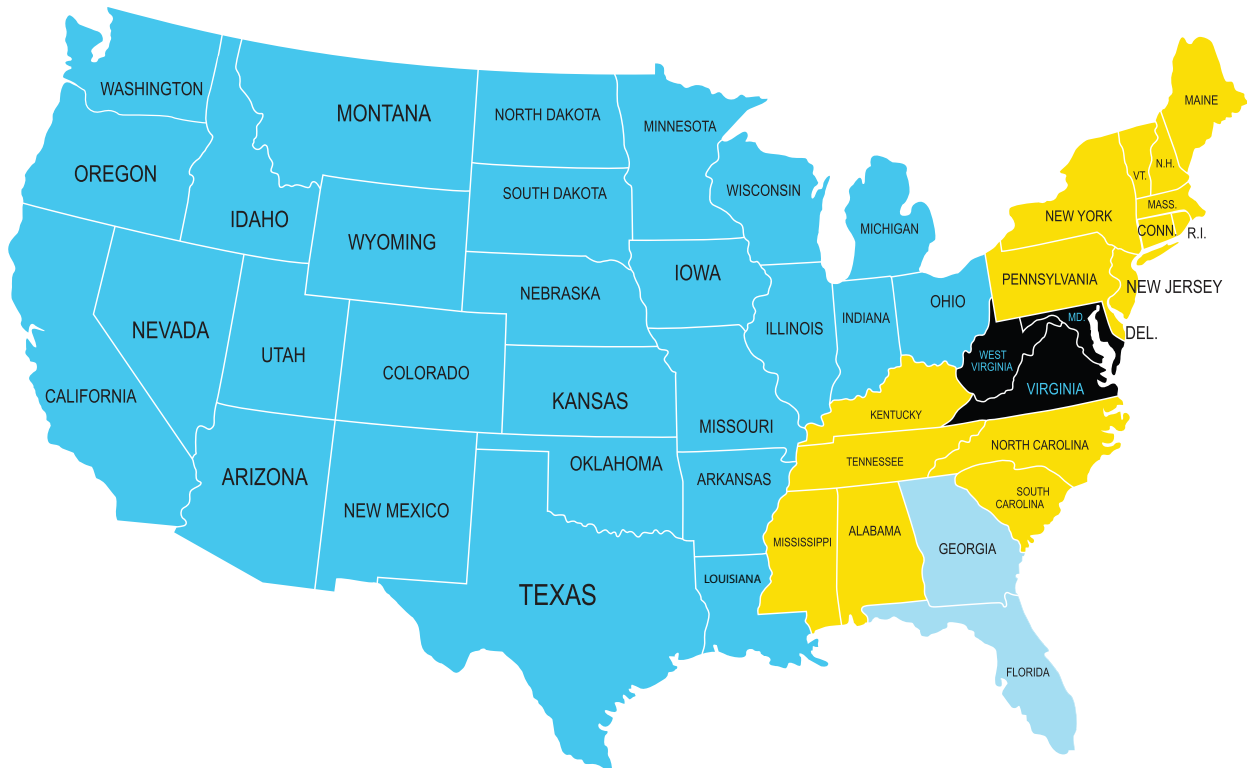 WASHINGTON
MONTANA
NORTH DAKOTA
MINNESOTA
MAINE
OREGON
IDAHO
SOUTH DAKOTA
WISCONSIN
MICHIGAN
VT.
N.H.
MASS.
NEW YORK
CONN.
R.I.
WYOMING
IOWA
PENNSYLVANIA
NEW JERSEY
NEBRASKA
OHIO
NEVADA
UTAH
ILLINOIS
INDIANA
MD.
DEL.
COLORADO
WEST
VIRGINIA
VIRGINIA
CALIFORNIA
KANSAS
MISSOURI
KENTUCKY
NORTH CAROLINA
ARIZONA
OKLAHOMA
TENNESSEE
ARKANSAS
SOUTH
CAROLINA
NEW MEXICO
MISSISSIPPI
ALABAMA
GEORGIA
TEXAS
LOUISIANA
FLORIDA